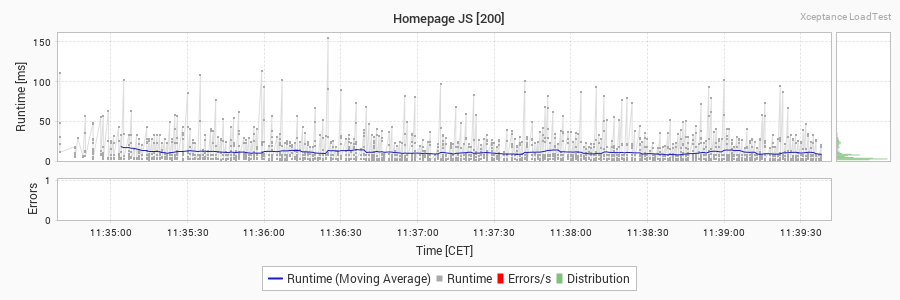 Homepage JS [200]
Xceptance LoadTest
Runtime [ms]
150
100
50
0
Errors
1
0
11:35:00 11:35:30 11:36:00 11:36:30 11:37:00 11:37:30 11:38:00 11:38:30 11:39:00 11:39:30
Time [CET]
Runtime (Moving Average) Runtime Errors/s Distribution